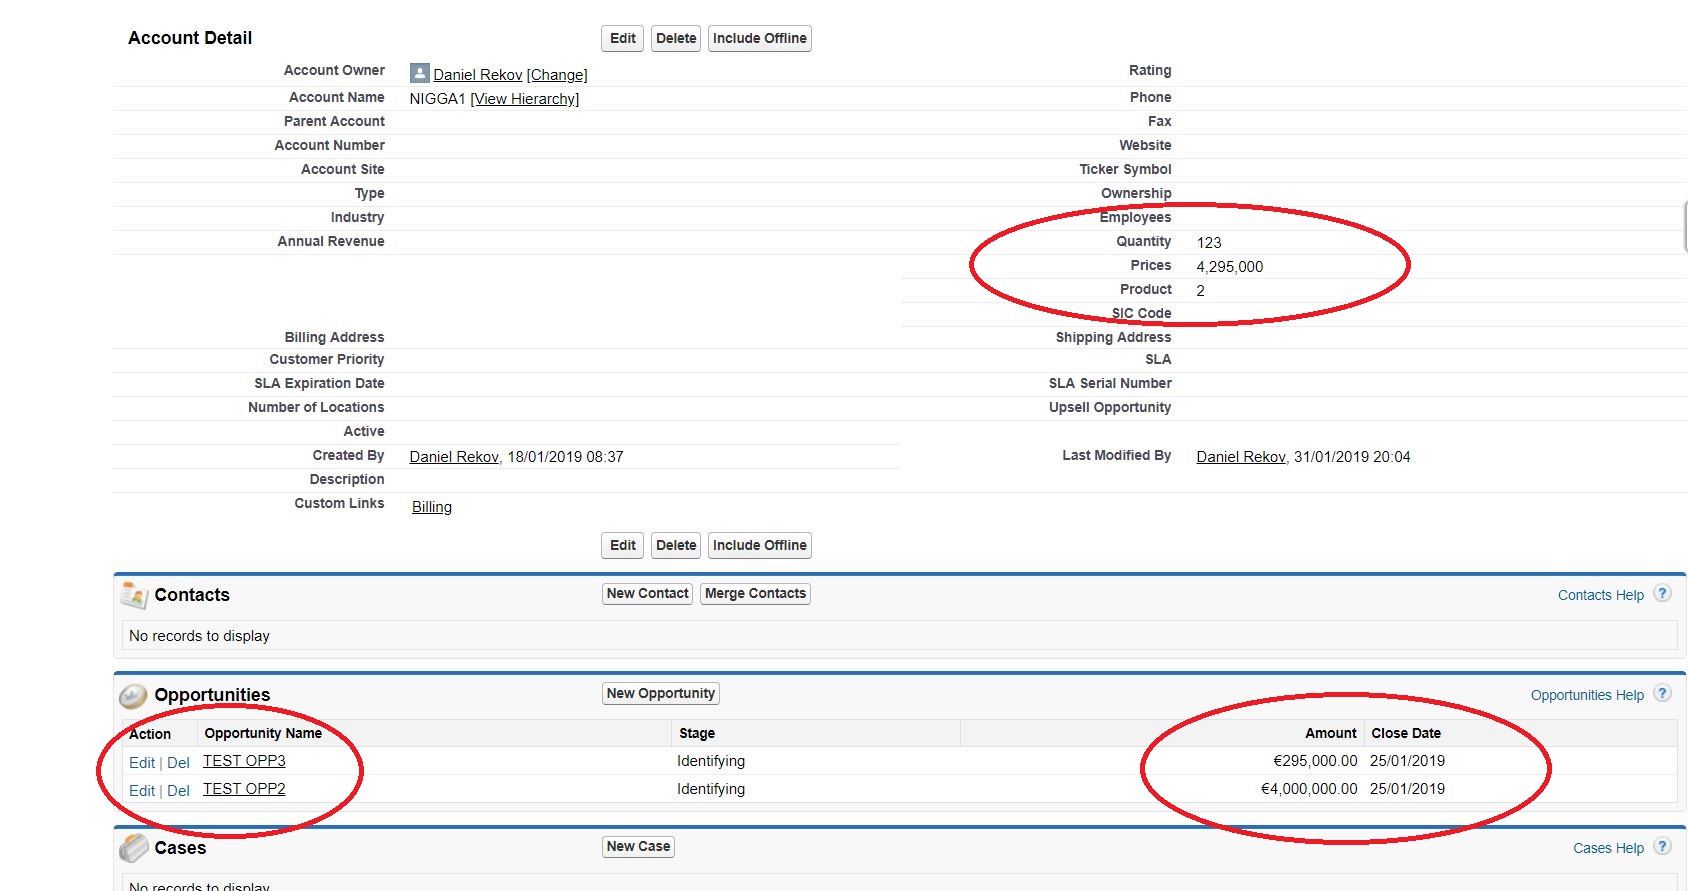 Account Detail
Edit
Delete
Include Offline
Account Owner
Daniel Rekov [Change]
Rating
Account Name
NIGGA1 [View Hierarchy]
Phone
Parent Account
Fax
Account Number
Website
Account Site
Ticker Symbol
Type
Ownership
Industry
Employees
Annual Revenue
Quantity
123
Prices
4,295,000
Product
2
SIC Code
Billing Address
Shipping Address
Customer Priority
SLA
SLA Expiration Date
SLA Serial Number
Number of Locations
Upsell Opportunity
Active
Created By
Daniel Rekov, 18/01/2019 08:37
Last Modified By
Daniel Rekov, 31/01/2019 20:04
Description
Custom Links
Billing
Edit
Delete
Include Offline
Contacts
New Contact
Merge Contacts
Contacts Help ?
No records to display
Opportunities
New Opportunity
Opportunities Help ?
Action
Opportunity Name
Stage
Amount
Close Date
Edit | Del
TEST OPP3
Identifying
€295,000.00
25/01/2019
Edit | Del
TEST OPP2
Identifying
€4,000,000.00
25/01/2019
Cases
New Case
Cases Help ?
No records to display